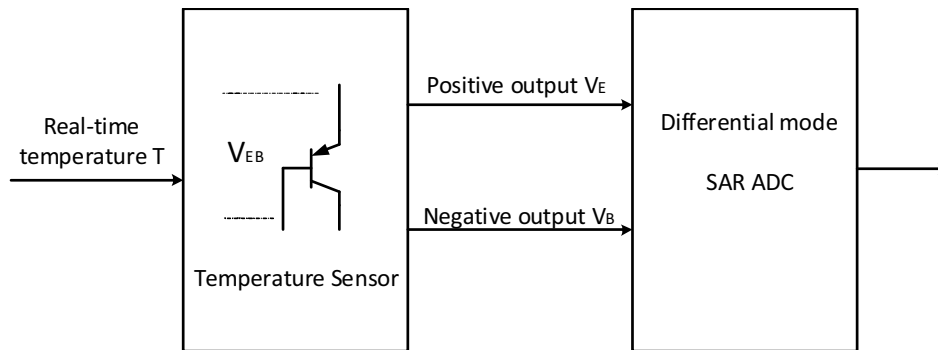 Real-time
temperature T
VEB
Temperature Sensor
Positive output VE
Negative output VB
Differential mode
SAR ADC